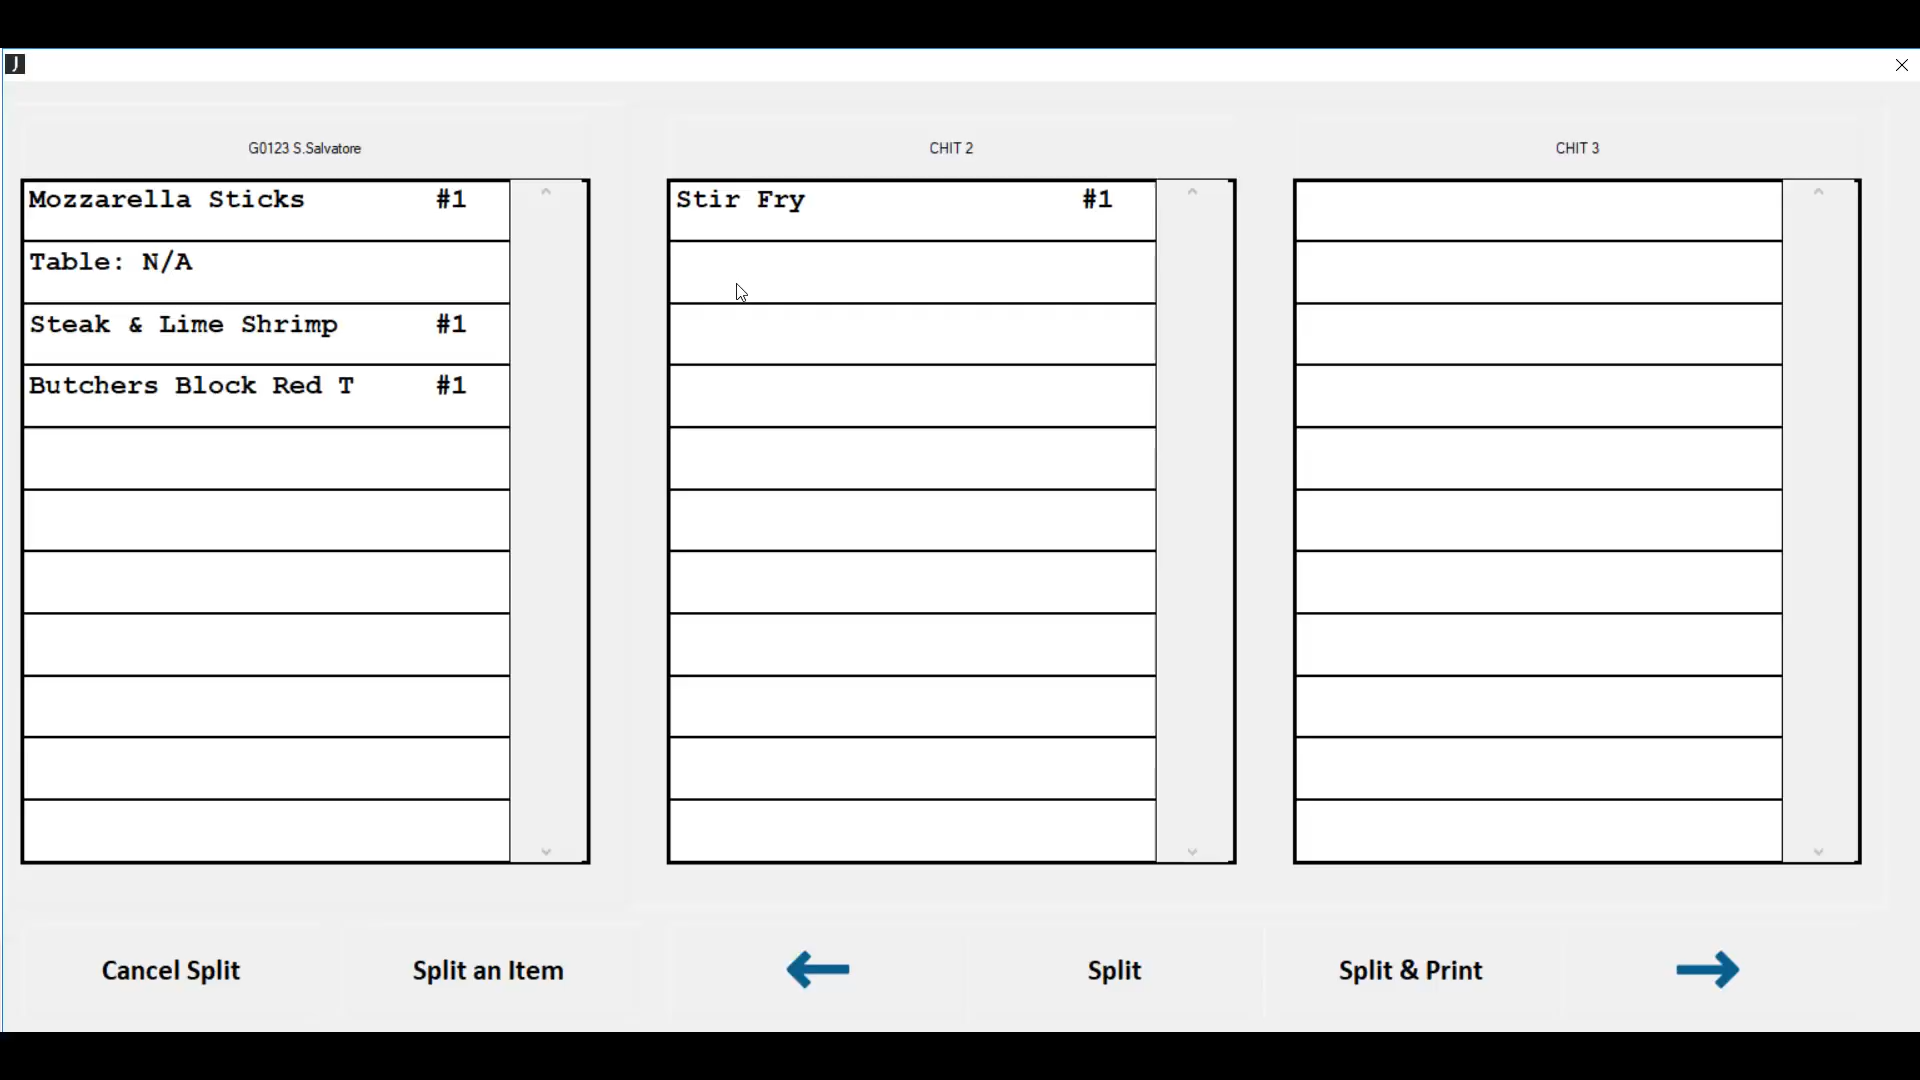 J
G0123 S.Salvatore
Mozzarella Sticks #1
Table: N/A
Steak & Lime Shrimp #1
Butchers Block Red T #1
CHIT 2
Stir Fry #1
CHIT 3
Cancel Split
Split an Item
Split
Split & Print